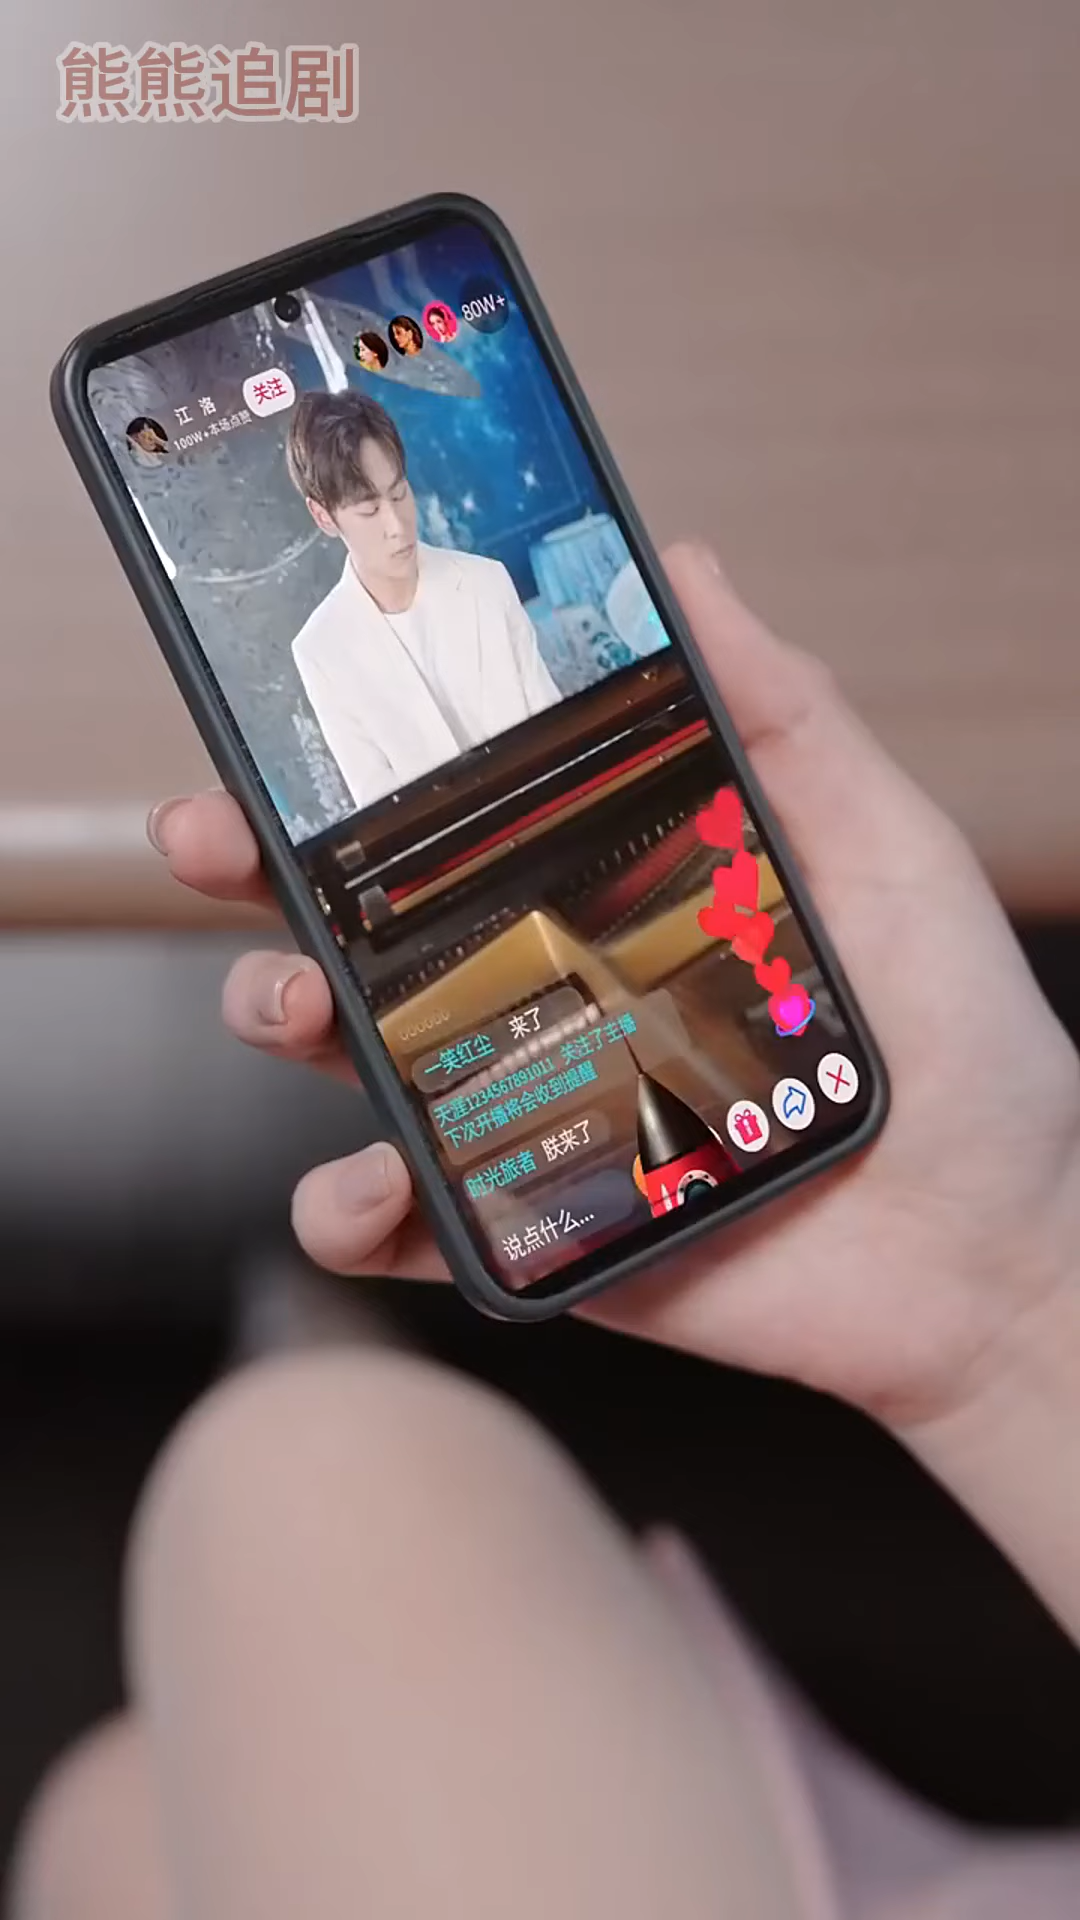 熊熊追剧
80W+
江洛
关注
100W+本场点赞
一笑红尘 来了
天涯1234567891011 关注了主播
下次开播将会收到提醒
时光旅者 朕来了
说点什么...